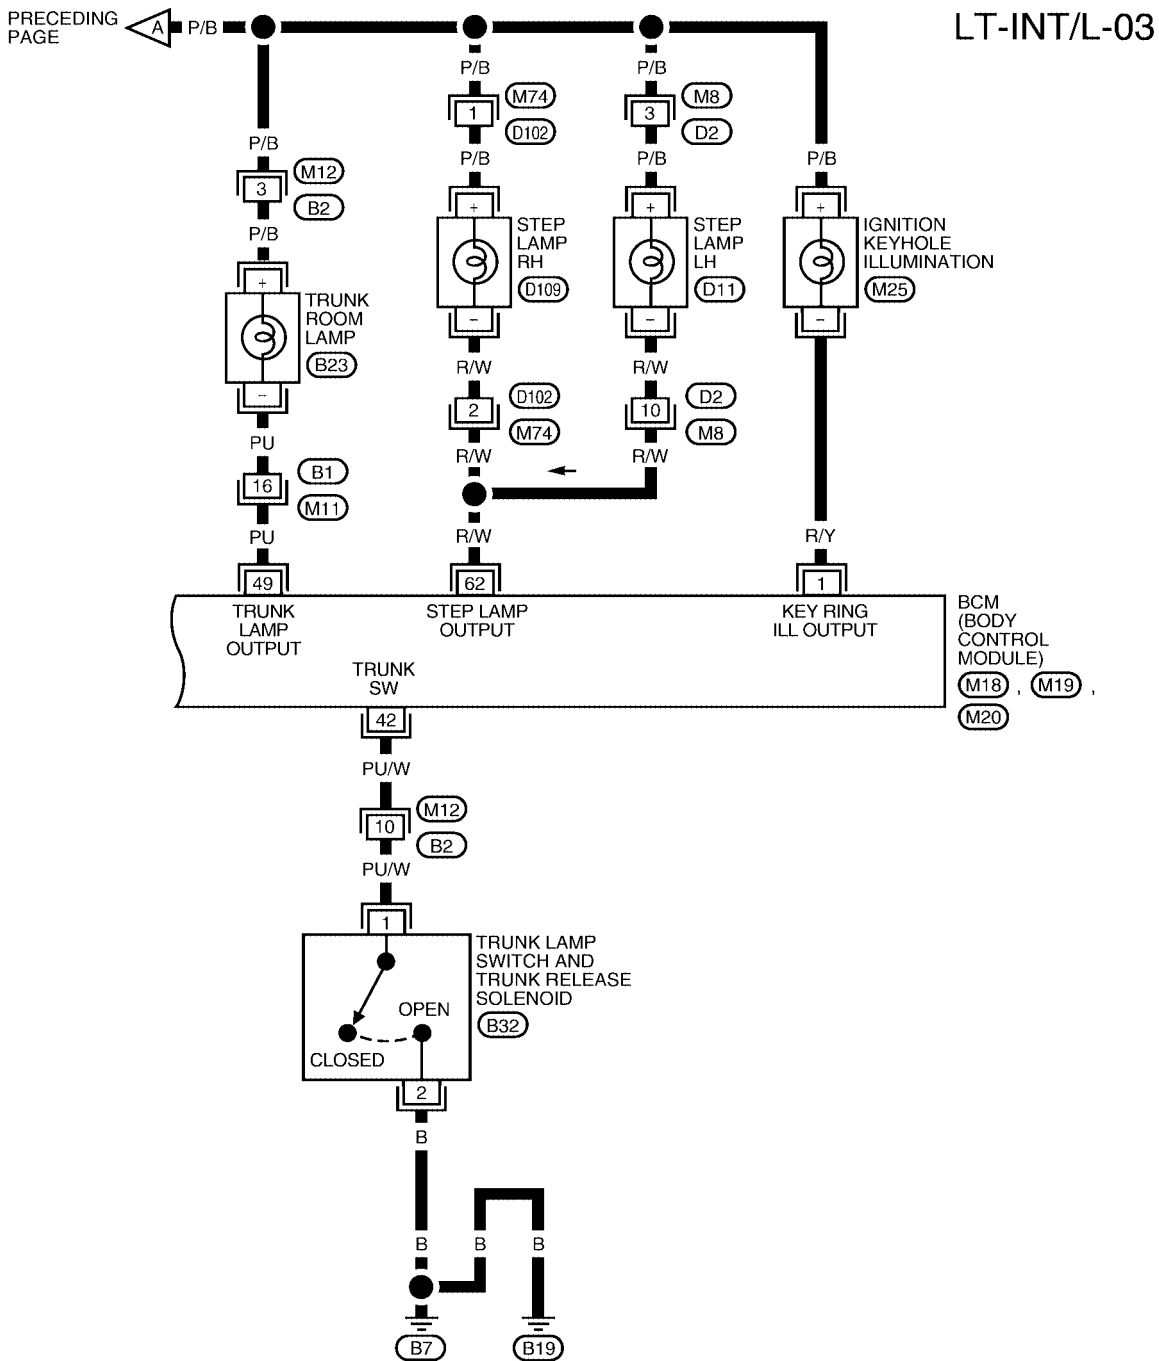 PRECEDING
PAGE
A
P/B
LT-INT/L-03
P/B
P/B
1
M74
D102
3
M8
D2
P/B
3
M12
B2
P/B
P/B
P/B
P/B
+
+
+
STEP
LAMP
RH
D109
STEP
LAMP
LH
D11
IGNITION
KEYHOLE
ILLUMINATION
M25
+
TRUNK
ROOM
LAMP
B23
–
–
–
–
R/W
R/W
2
D102
M74
10
D2
M8
PU
R/W
R/W
16
B1
M11
PU
R/W
R/Y
49
62
1
TRUNK
LAMP
OUTPUT
STEP LAMP
OUTPUT
KEY RING
ILL OUTPUT
BCM
(BODY
CONTROL
MODULE)
M18 , M19 ,
M20
TRUNK
SW
42
PU/W
10
M12
B2
PU/W
1
TRUNK LAMP
SWITCH AND
TRUNK RELEASE
SOLENOID
B32
OPEN
CLOSED
2
B
B
B
B
B7
B19